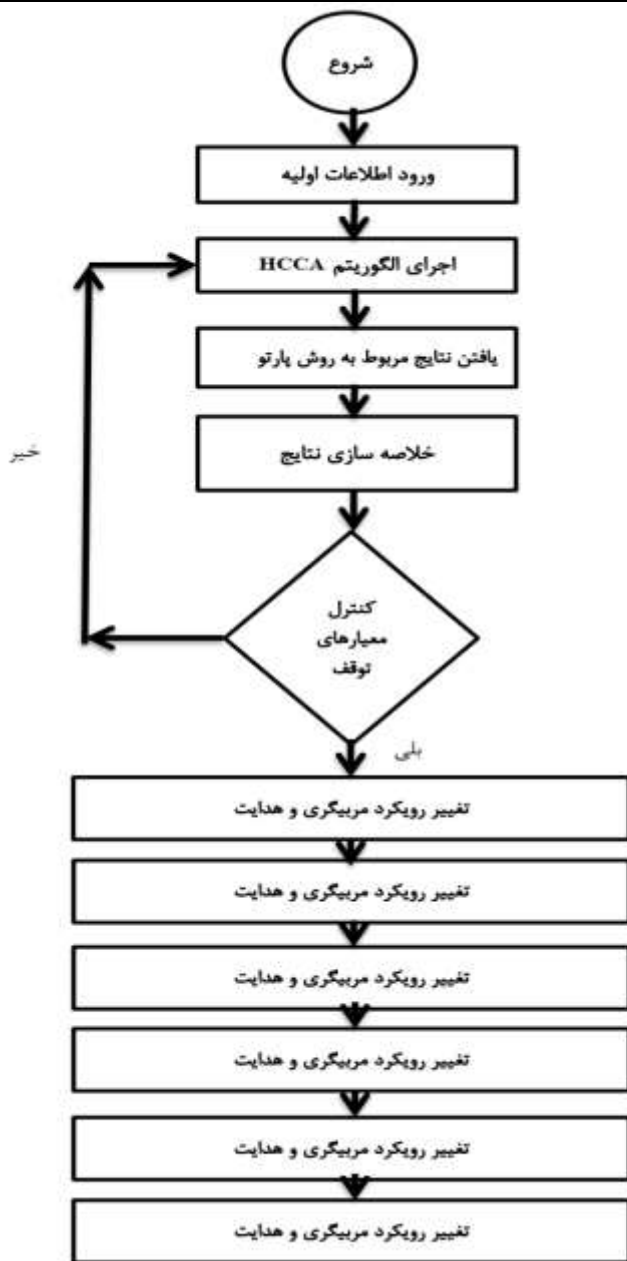 شروع
ورود اطلاعات اولیه
اجرای الگوریتم HCCA
یافتن نتایج مربوط به روش پارتو
خلاصه سازی نتایج
خیر
کنترل
معیارهای
توقف
بلی
تغییر رویکرد مربیگری و هدایت
تغییر رویکرد مربیگری و هدایت
تغییر رویکرد مربیگری و هدایت
تغییر رویکرد مربیگری و هدایت
تغییر رویکرد مربیگری و هدایت
تغییر رویکرد مربیگری و هدایت